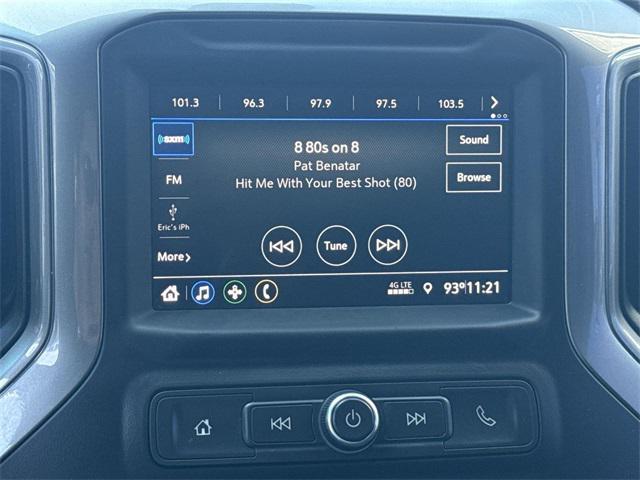 101.3 96.3 97.9 97.5 103.5
((sxm))
8 80s on 8
Sound
Pat Benatar
FM
Hit Me With Your Best Shot (80)
Browse
Eric's iPh
Tune
More
4G LTE
93° 11:21